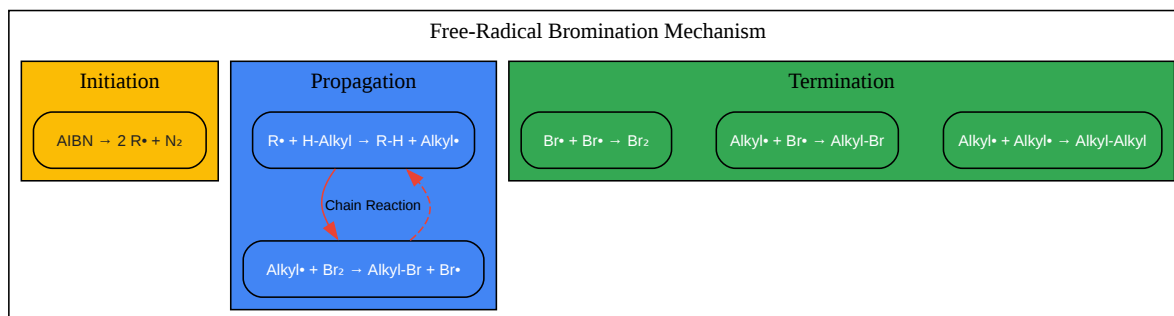 Free-Radical Bromination Mechanism
Initiation
AIBN → 2 R• + N₂
Propagation
R• + H-Alkyl → R-H + Alkyl•
Chain Reaction
Alkyl• + Br₂ → Alkyl-Br + Br•
Termination
Br• + Br• → Br₂
Alkyl• + Br• → Alkyl-Br
Alkyl• + Alkyl• → Alkyl-Alkyl